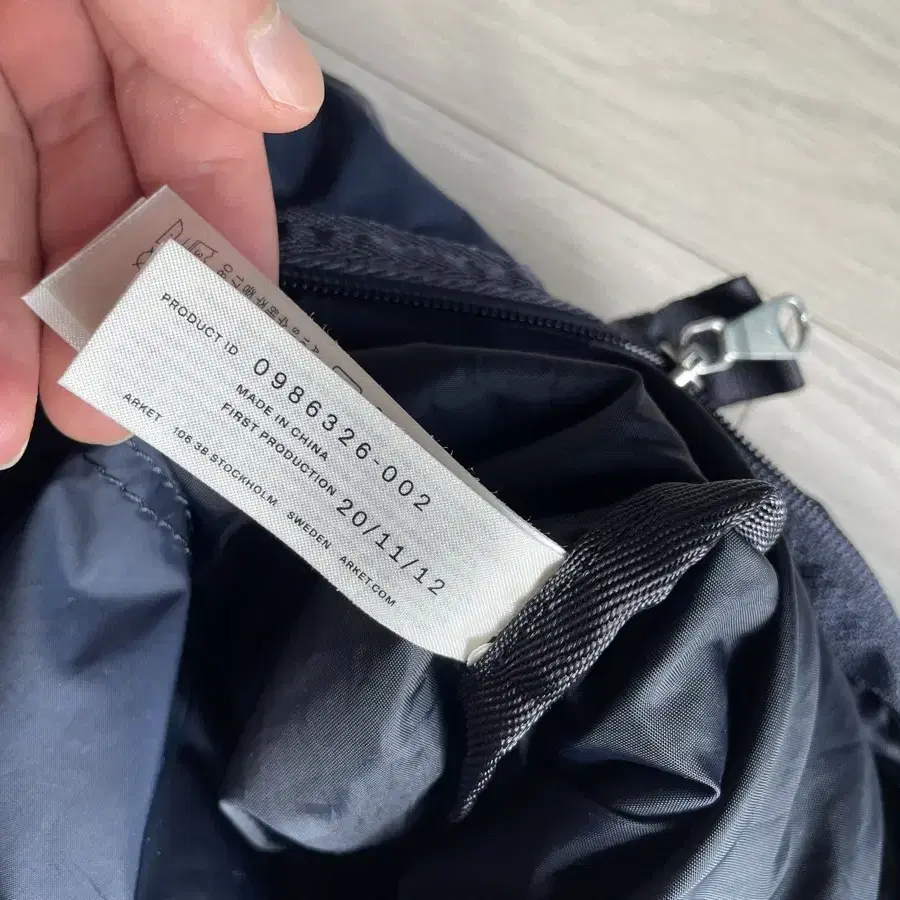 PRODUCT ID
0986326-002
MADE IN CHINA
FIRST PRODUCTION 20/11/12
ARKET 106 38 STOCKHOLM SWEDEN ARKET.COM